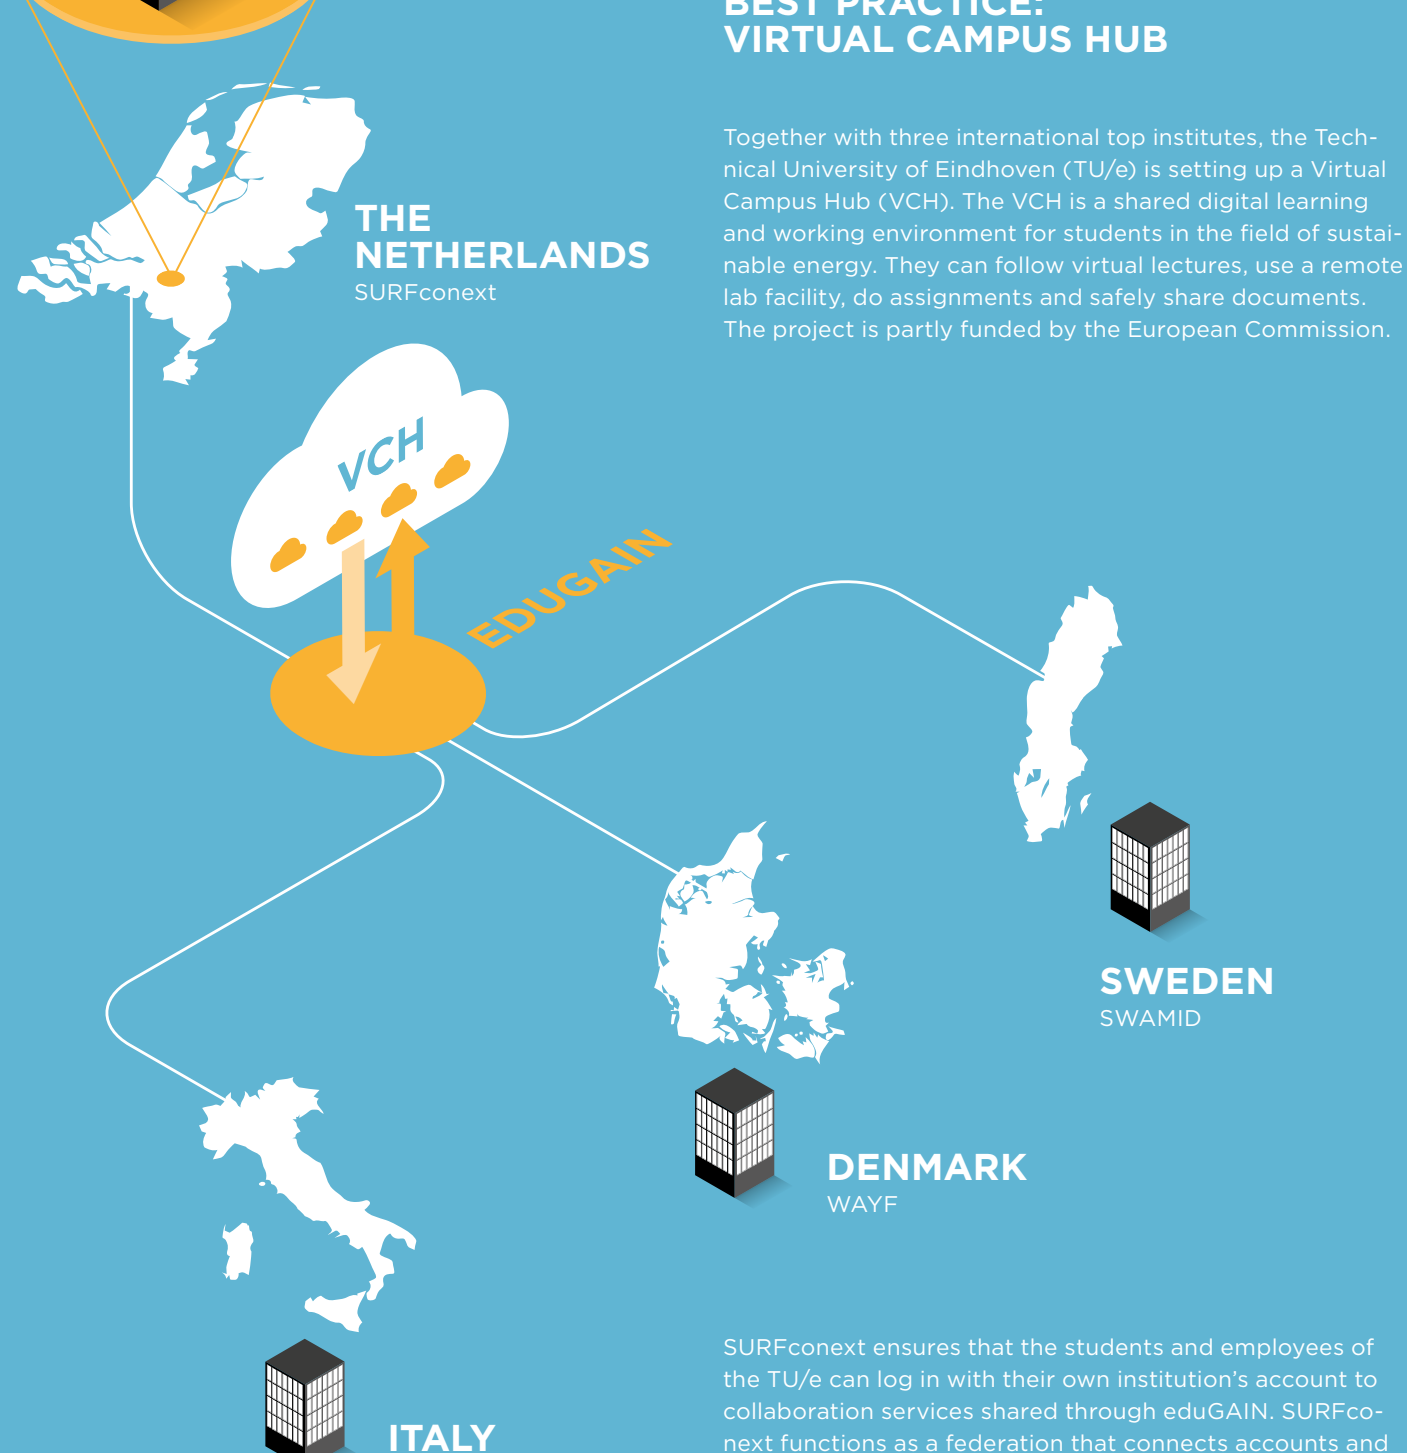 BEST PRACTICE:
VIRTUAL CAMPUS HUB
Together with three international top institutes, the Tech-
nical University of Eindhoven (TU/e) is setting up a Virtual
Campus Hub (VCH). The VCH is a shared digital learning
and working environment for students in the field of sustai-
nable energy. They can follow virtual lectures, use a remote
lab facility, do assignments and safely share documents.
The project is partly funded by the European Commission.
THE
NETHERLANDS
SURFconext
VCH
EDUGAIN
SWEDEN
SWAMID
DENMARK
WAYF
ITALY
SURFconext ensures that the students and employees of
the TU/e can log in with their own institution's account to
collaboration services shared through eduGAIN. SURFco-
next functions as a federation that connects accounts and